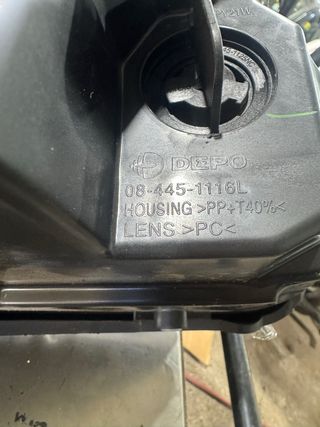 DEPO
08-445-1116L
HOUSING >PP+T40%<
LENS >PC<